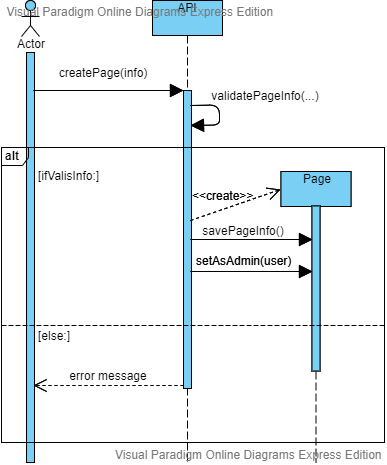 Visual Paradigm Online Diagrams Express Edition
API
Actor
createPage(info)
validatePageInfo(...)
alt
[ifValisInfo:]
Page
<<create>>
savePageInfo()
setAsAdmin(user)
[else:]
error message
Visual Paradigm Online Diagrams Express Edition